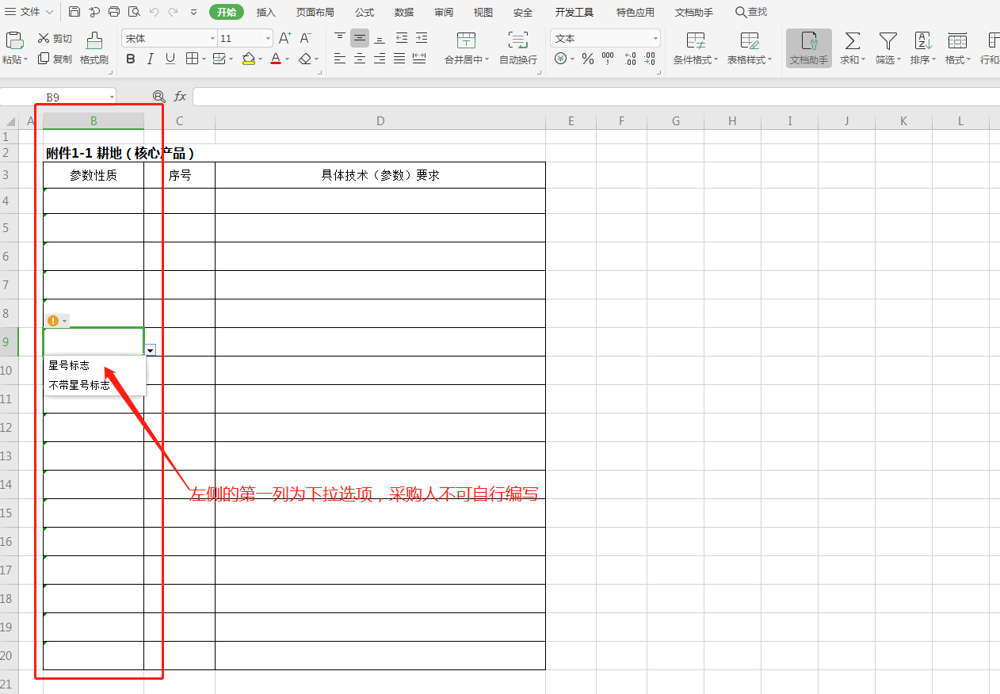 文件 开始 插入 页面布局 公式 数据 审阅 视图 安全 开发工具 特色应用 文档助手 查找
粘贴 剪切 复制 格式刷
宋体 11 A+ A-
B I U A
合并居中 自动换行
文本
% 000 .00 .0
条件格式 表格样式 文档助手 求和 筛选 排序 格式 行和
B9 fx
A B C D E F G H I J K L
1
2 附件1-1 耕地（核心产品）
3 参数性质 序号 具体技术（参数）要求
4
5
6
7
8
9
星号标志
10
不带星号标志
11
12
13
14
左侧的第一列为下拉选项，采购人不可自行编写
15
16
17
18
19
20
21